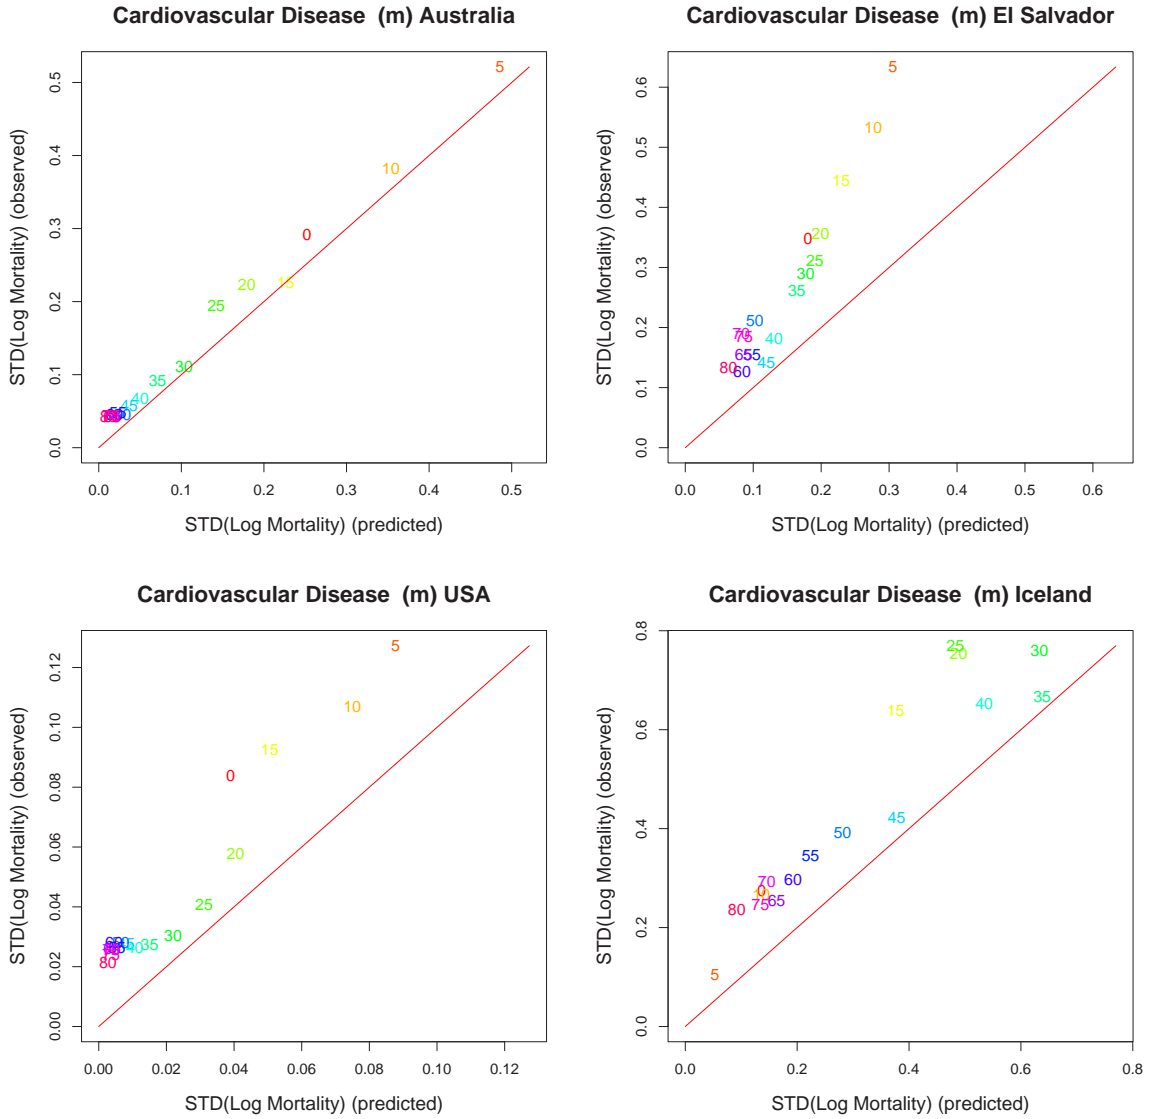 Cardiovascular Disease (m) Australia
STD(Log Mortality) (observed)
0.0 0.1 0.2 0.3 0.4 0.5
5
10
0
15
20
25
30
35
40
45
0.0 0.1 0.2 0.3 0.4 0.5
STD(Log Mortality) (predicted)
Cardiovascular Disease (m) El Salvador
STD(Log Mortality) (observed)
0.0 0.1 0.2 0.3 0.4 0.5 0.6
5
10
15
20
0
25
30
35
50
70
75
40
65
55
45
80
60
0.0 0.1 0.2 0.3 0.4 0.5 0.6
STD(Log Mortality) (predicted)
Cardiovascular Disease (m) USA
STD(Log Mortality) (observed)
0.00 0.02 0.04 0.06 0.08 0.10 0.12
5
10
15
0
20
25
30
35
40
80
0.00 0.02 0.04 0.06 0.08 0.10 0.12
STD(Log Mortality) (predicted)
Cardiovascular Disease (m) Iceland
STD(Log Mortality) (observed)
0.0 0.2 0.4 0.6 0.8
25
20
30
35
40
15
45
50
55
60
70
0
10
65
75
80
5
0.0 0.2 0.4 0.6 0.8
STD(Log Mortality) (predicted)